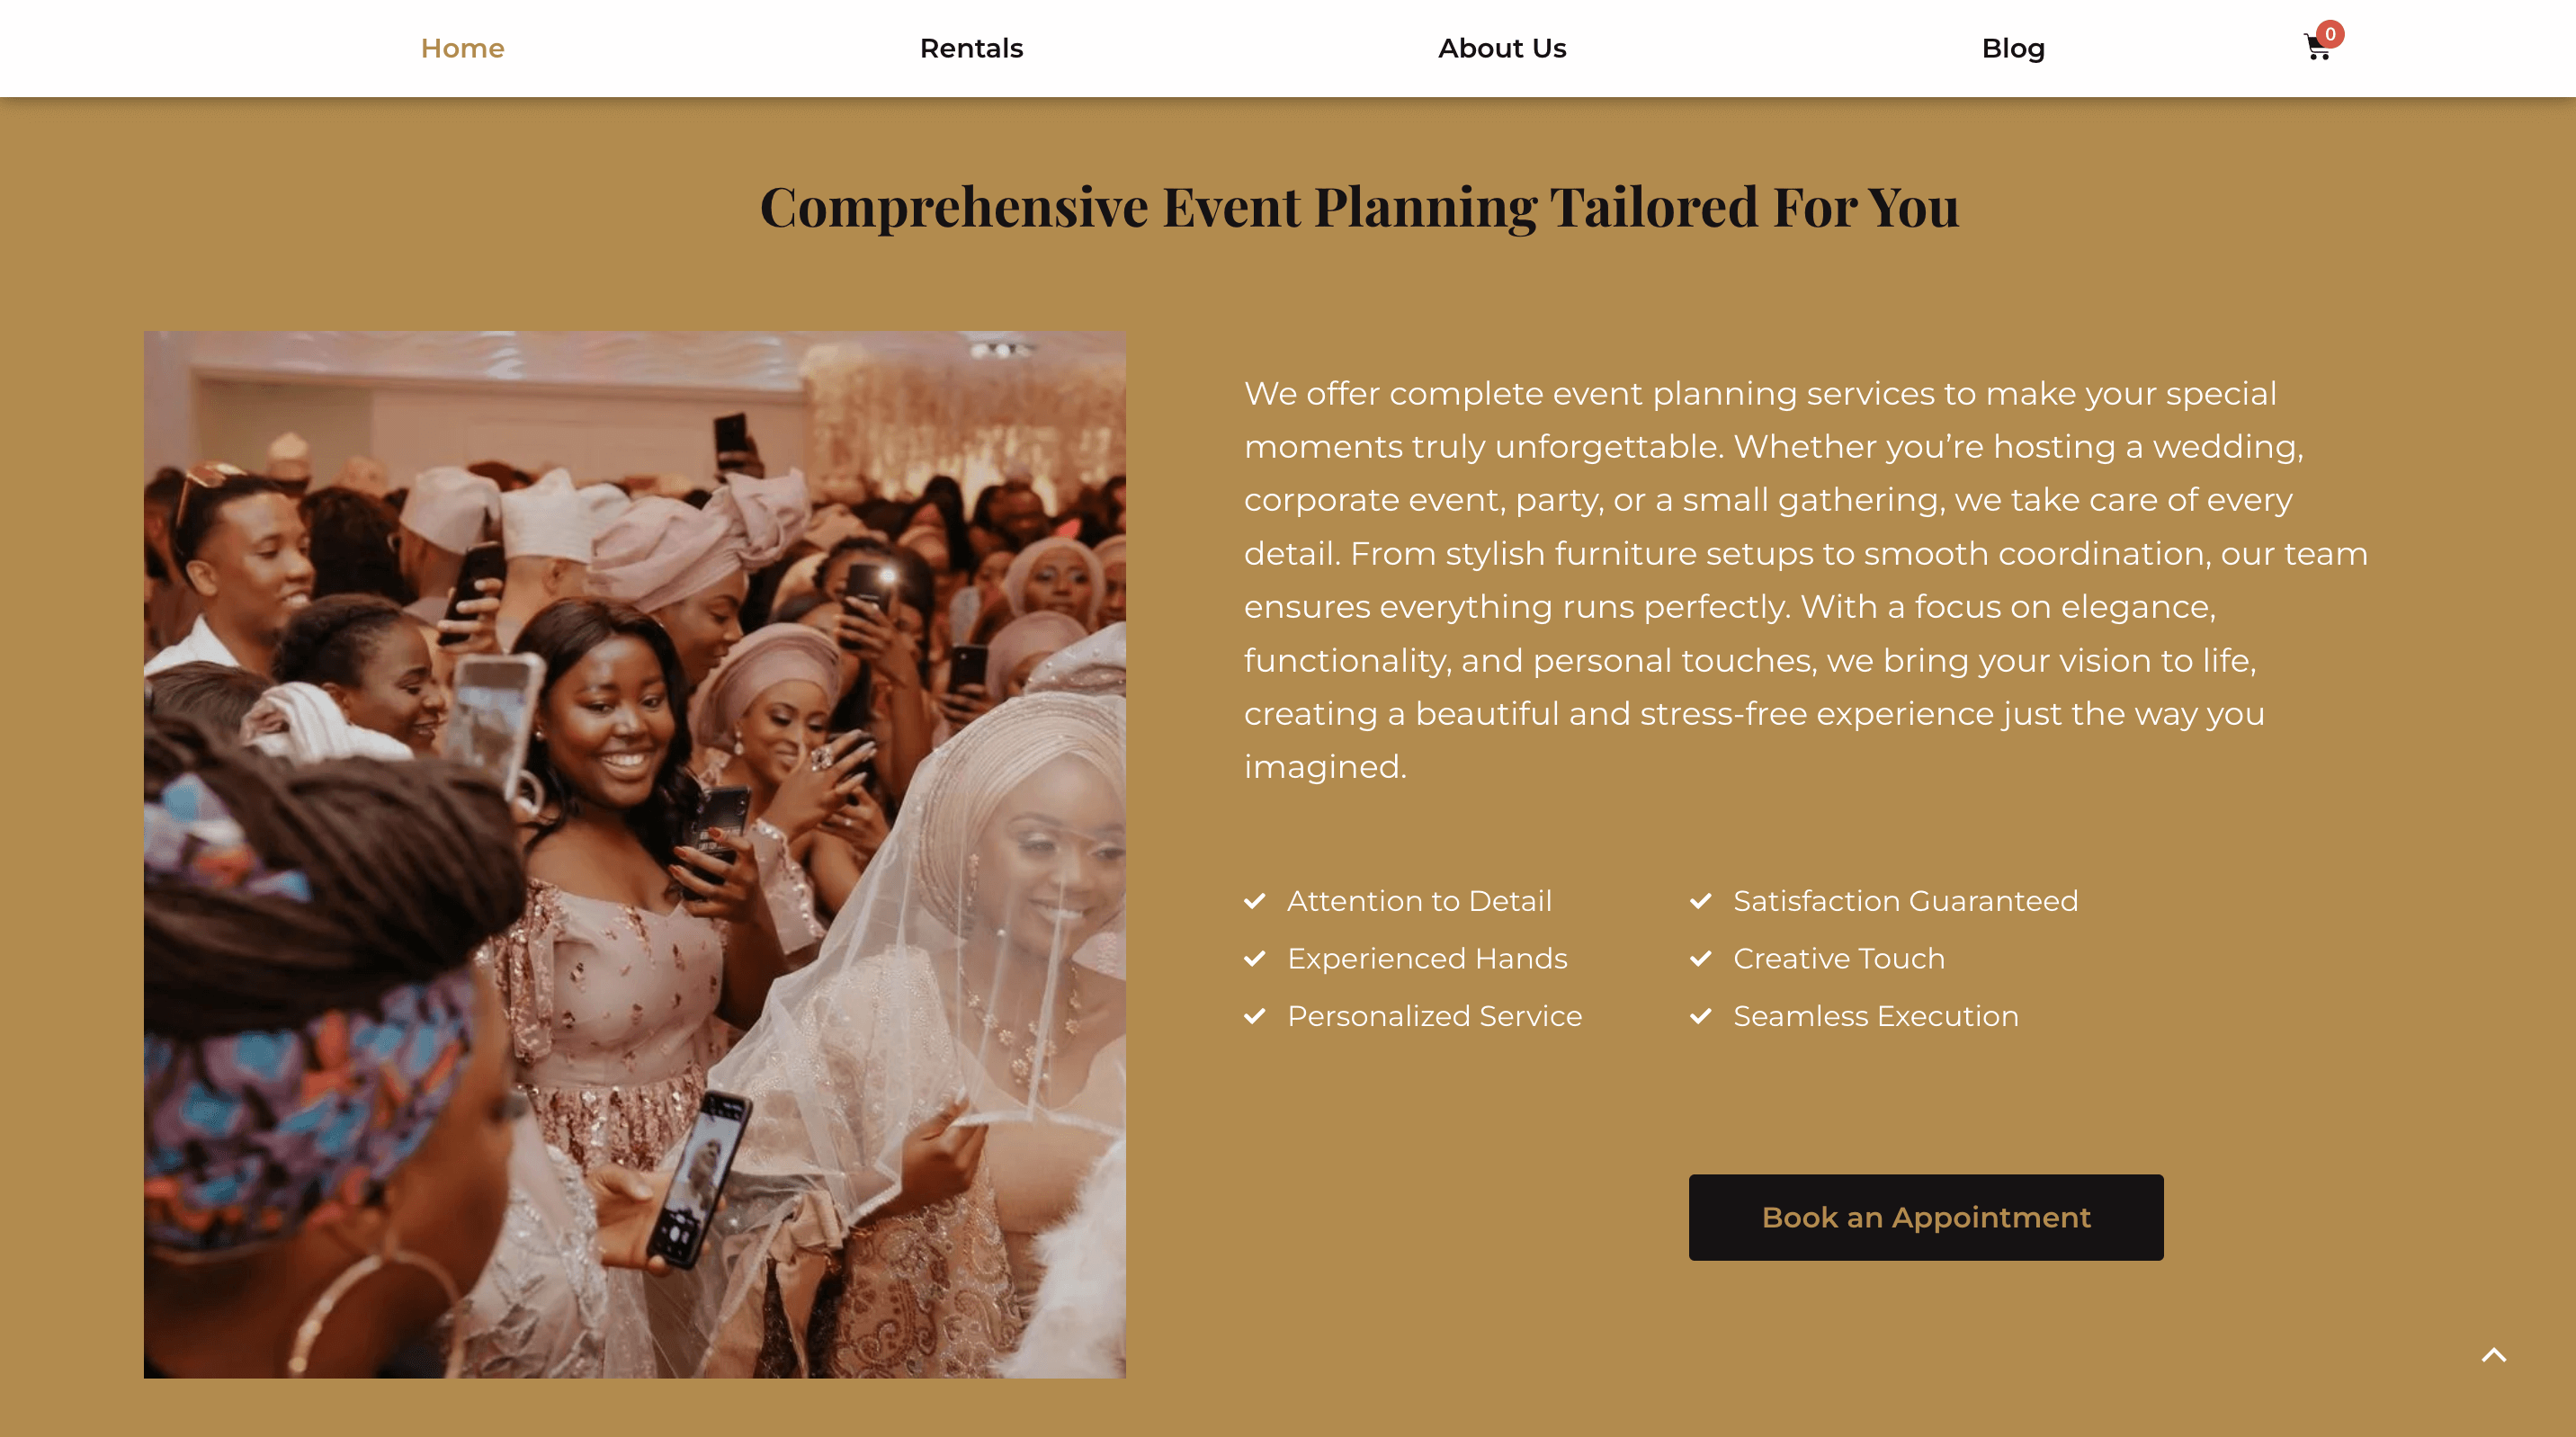 Home
Rentals
About Us
Blog
0
Comprehensive Event Planning Tailored For You
We offer complete event planning services to make your special
moments truly unforgettable. Whether you’re hosting a wedding,
corporate event, party, or a small gathering, we take care of every
detail. From stylish furniture setups to smooth coordination, our team
ensures everything runs perfectly. With a focus on elegance,
functionality, and personal touches, we bring your vision to life,
creating a beautiful and stress-free experience just the way you
imagined.
Attention to Detail
Experienced Hands
Personalized Service
Satisfaction Guaranteed
Creative Touch
Seamless Execution
Book an Appointment